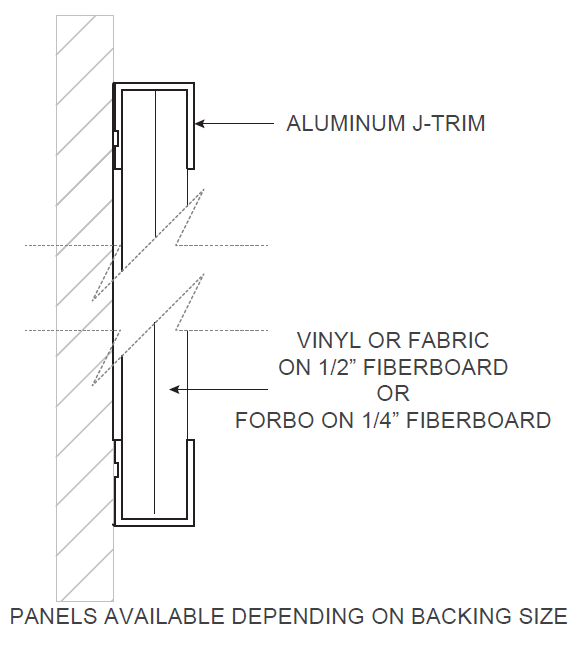 ALUMINUM J-TRIM
VINYL OR FABRIC
ON 1/2” FIBERBOARD
OR
FORBO ON 1/4” FIBERBOARD
PANELS AVAILABLE DEPENDING ON BACKING SIZE